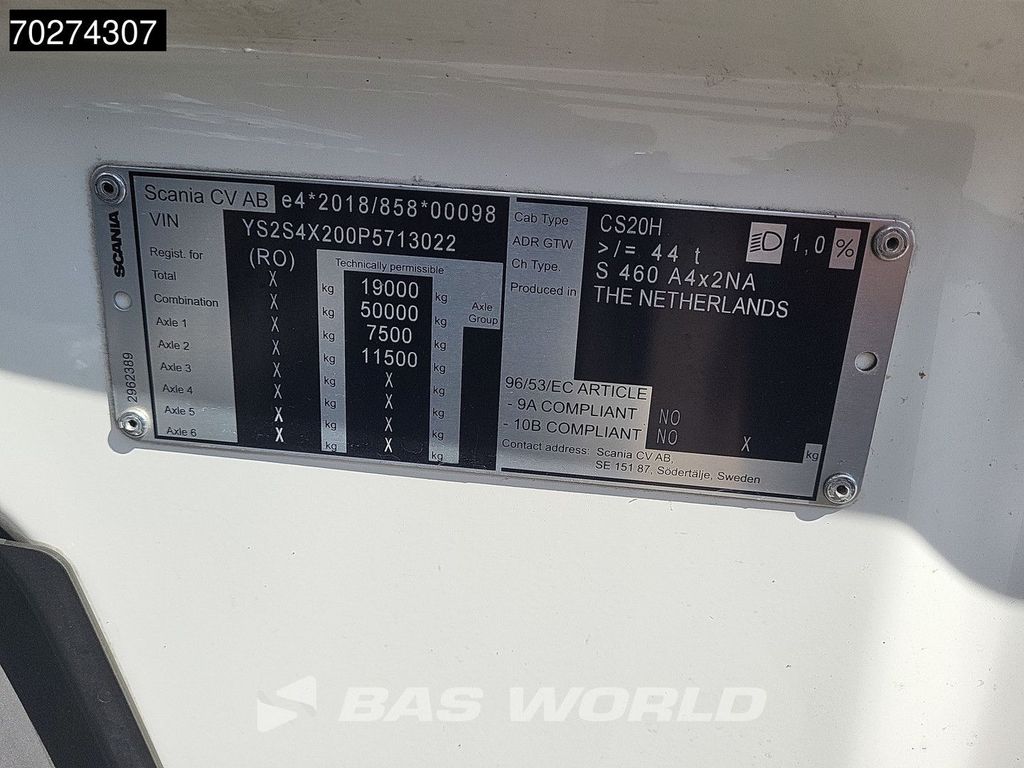 70274307
Scania CV AB e4*2018/858*00098
VIN YS2S4X200P5713022
Regist. for (RO) Technically permissible
Total X kg 19000 kg
Combination X kg 50000 kg Axle Group
Axle 1 X kg 7500 kg
Axle 2 X kg 11500 kg
Axle 3 X kg X kg
Axle 4 X kg X kg
Axle 5 X kg X kg
Axle 6 X kg X kg
Cab Type CS20H 1,0%
ADR GTW >/= 44 t
Ch Type. S 460 A4x2NA
Produced in THE NETHERLANDS
96/53/EC ARTICLE
- 9A COMPLIANT NO
- 10B COMPLIANT NO X kg
Contact address: Scania CV AB,
SE 151 87, Södertälje, Sweden
SCANIA
2962389
BAS WORLD